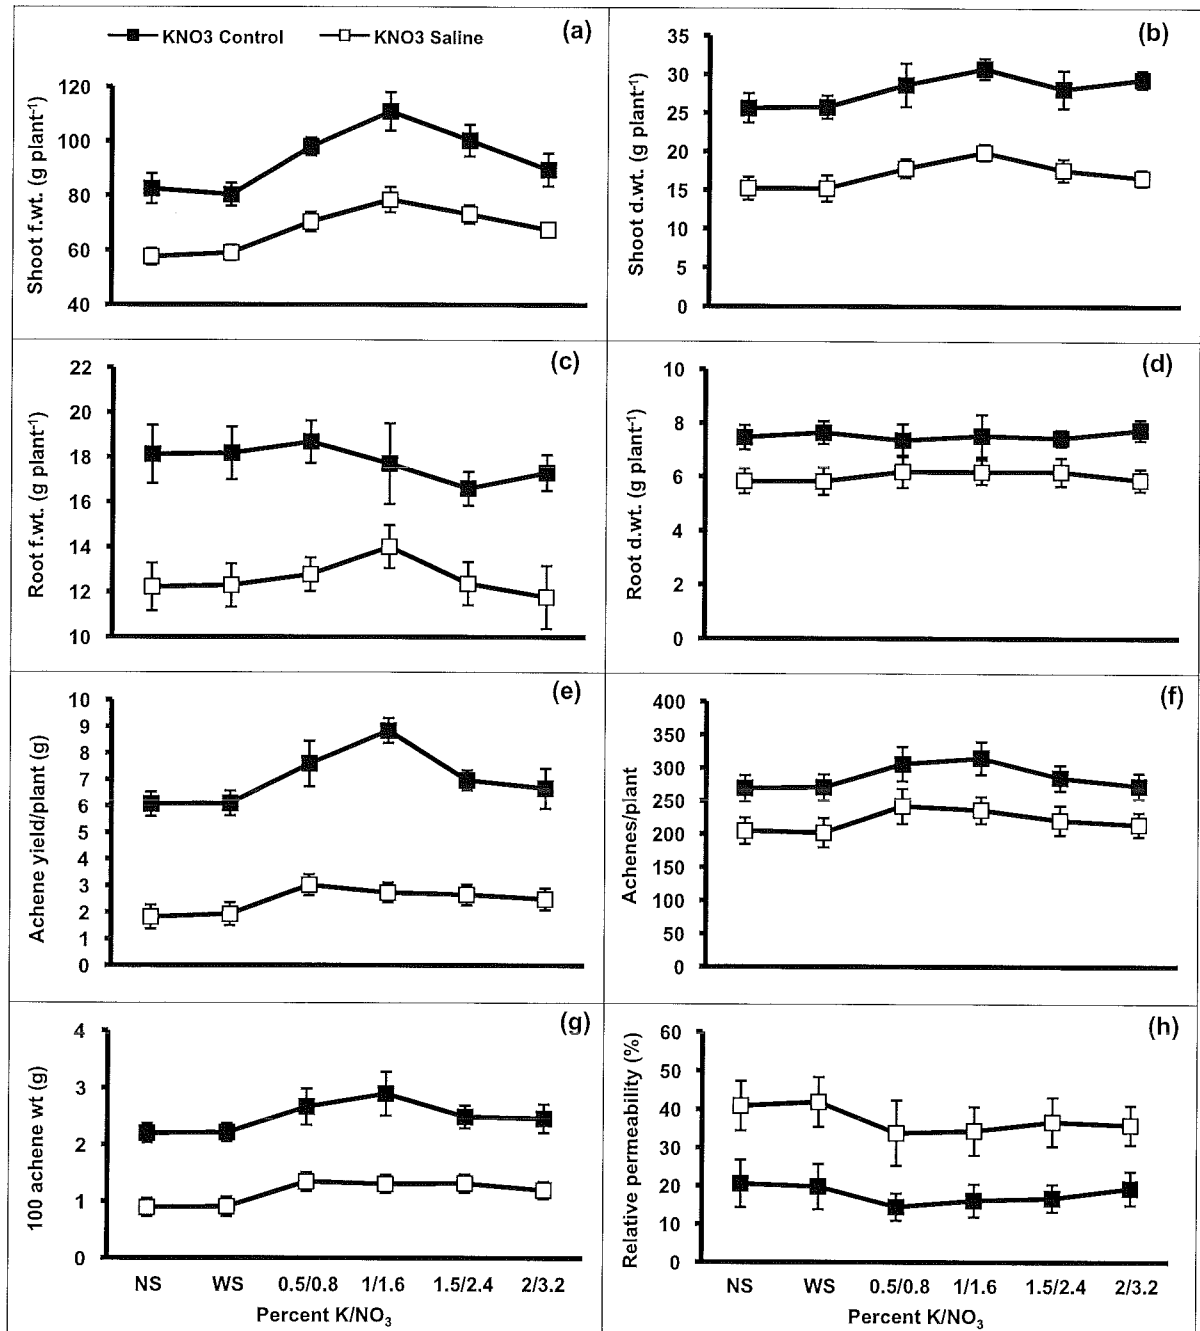 KNO3 Control KNO3 Saline (a)
Shoot f.wt. (g plant-1)
120
100
80
60
40
(b)
Shoot d.wt. (g plant-1)
35
30
25
20
15
10
5
0
(c)
Root f.wt. (g plant-1)
22
20
18
16
14
12
10
(d)
Root d.wt. (g plant-1)
10
8
6
4
2
0
(e)
Achene yield/plant (g)
10
9
8
7
6
5
4
3
2
1
0
(f)
Achenes/plant
400
350
300
250
200
150
100
50
0
(g)
100 achene wt (g)
4
3
2
1
0
NS WS 0.5/0.8 1/1.6 1.5/2.4 2/3.2
Percent K/NO3
(h)
Relative permeability (%)
60
50
40
30
20
10
0
NS WS 0.5/0.8 1/1.6 1.5/2.4 2/3.2
Percent K/NO3